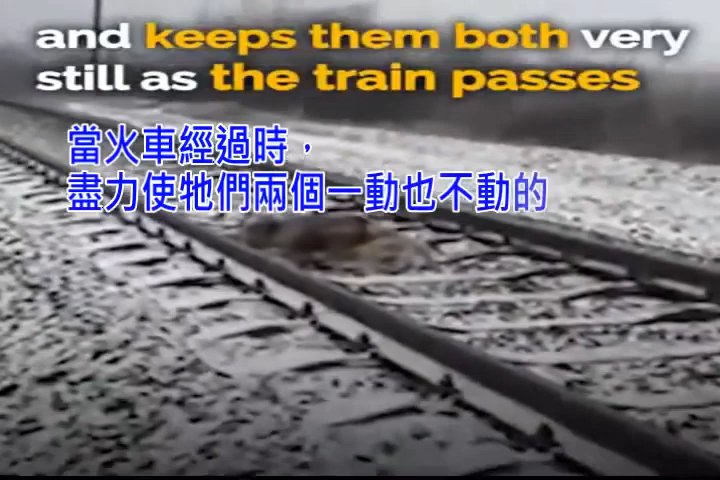 and keeps them both very
still as the train passes
當火車經過時，
盡力使牠們兩個一動也不動的